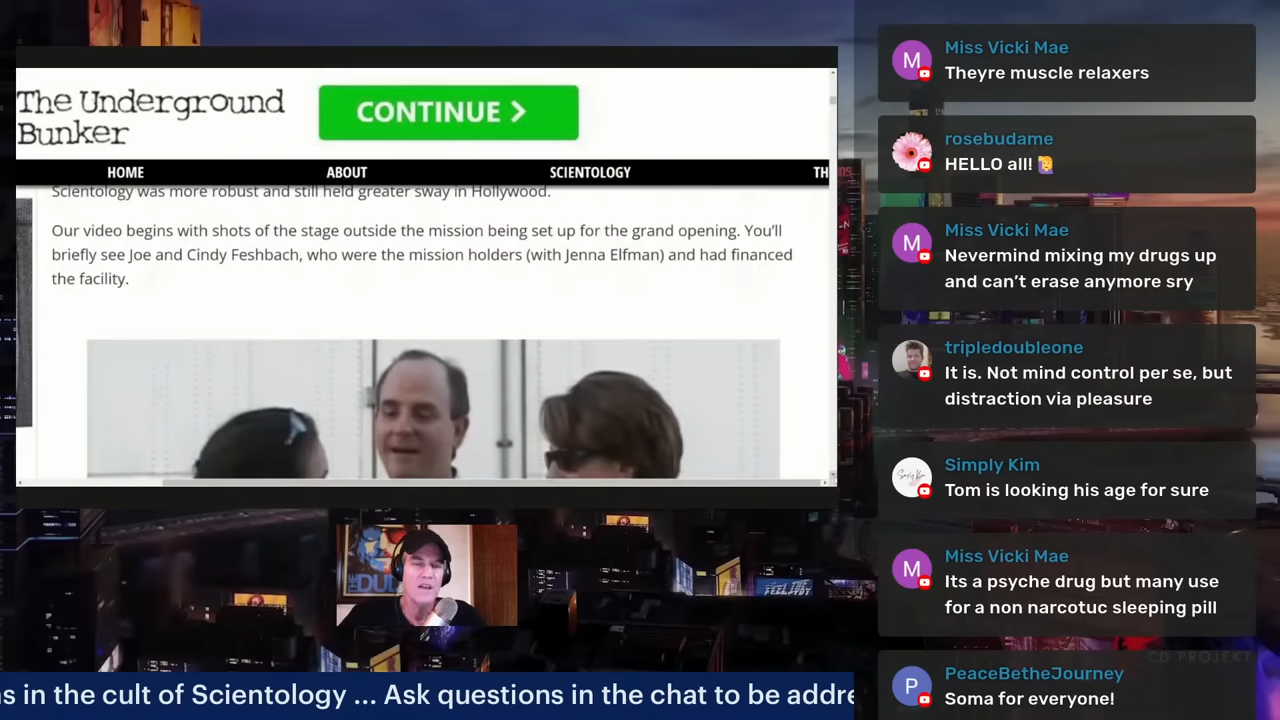 The Underground
Bunker
CONTINUE
HOME ABOUT SCIENTOLOGY TH
Scientology was more robust and still held greater sway in Hollywood.
Our video begins with shots of the stage outside the mission being set up for the grand opening. You'll
briefly see Joe and Cindy Feshbach, who were the mission holders (with Jenna Elfman) and had financed
the facility.
Miss Vicki Mae
Theyre muscle relaxers
rosebudame
HELLO all! 🙋
Miss Vicki Mae
Nevermind mixing my drugs up
and can't erase anymore sry
tripledoubleone
It is. Not mind control per se, but
distraction via pleasure
Simply Kim
Tom is looking his age for sure
Miss Vicki Mae
Its a psyche drug but many use
for a non narcotuc sleeping pill
PeaceBetheJourney
Soma for everyone!
CD PROJEKT
s in the cult of Scientology ... Ask questions in the chat to be addre